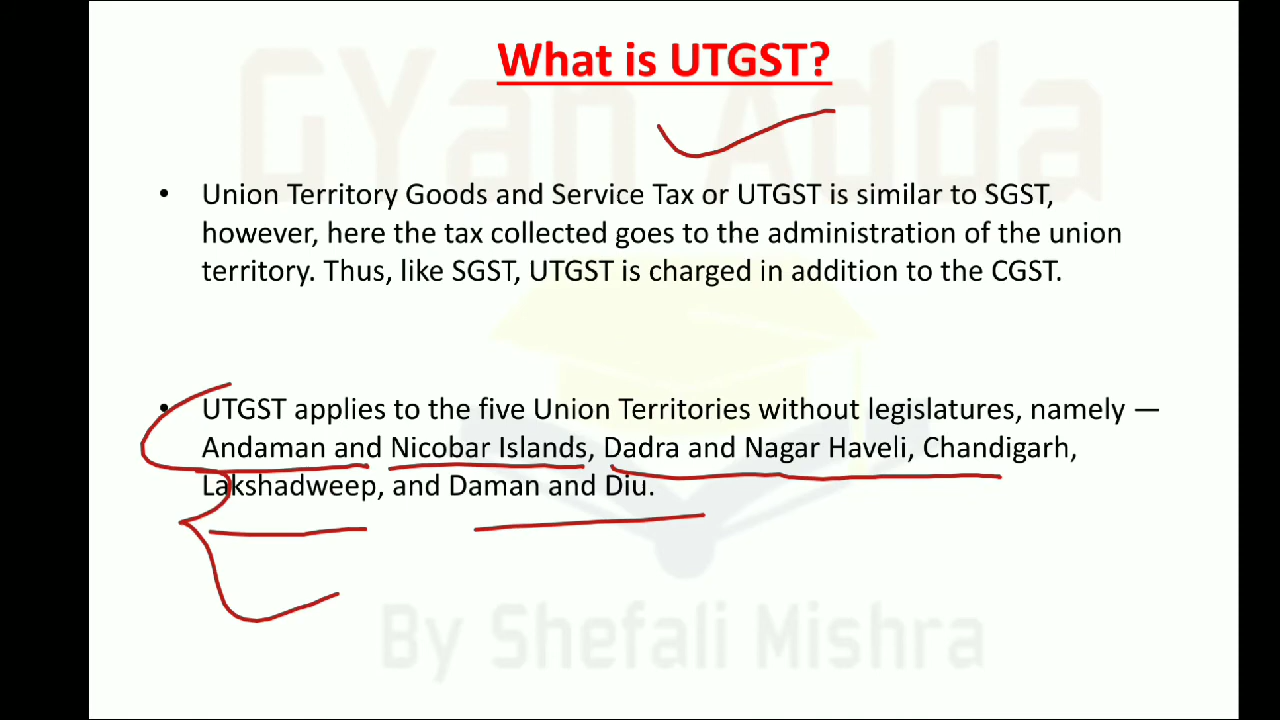 What is UTGST?
GYan Adda
• Union Territory Goods and Service Tax or UTGST is similar to SGST,
however, here the tax collected goes to the administration of the union
territory. Thus, like SGST, UTGST is charged in addition to the CGST.
• UTGST applies to the five Union Territories without legislatures, namely —
Andaman and Nicobar Islands, Dadra and Nagar Haveli, Chandigarh,
Lakshadweep, and Daman and Diu.
By Shefali Mishra